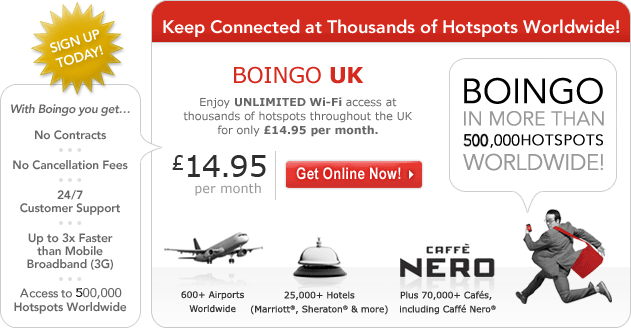 SIGN UP
TODAY!
With Boingo you get...
No Contracts
No Cancellation Fees
24/7
Customer Support
Up to 3x Faster
than Mobile
Broadband (3G)
Access to 500,000
Hotspots Worldwide
Keep Connected at Thousands of Hotspots Worldwide!
BOINGO UK
Enjoy UNLIMITED Wi-Fi access at
thousands of hotspots throughout the UK
for only £14.95 per month.
£14.95
per month
Get Online Now!
BOINGO
IN MORE THAN
500,000HOTSPOTS
WORLDWIDE!
600+ Airports
Worldwide
25,000+ Hotels
(Marriott®, Sheraton® & more)
CAFFÈ
NERO
Plus 70,000+ Cafés,
including Caffé Nero®